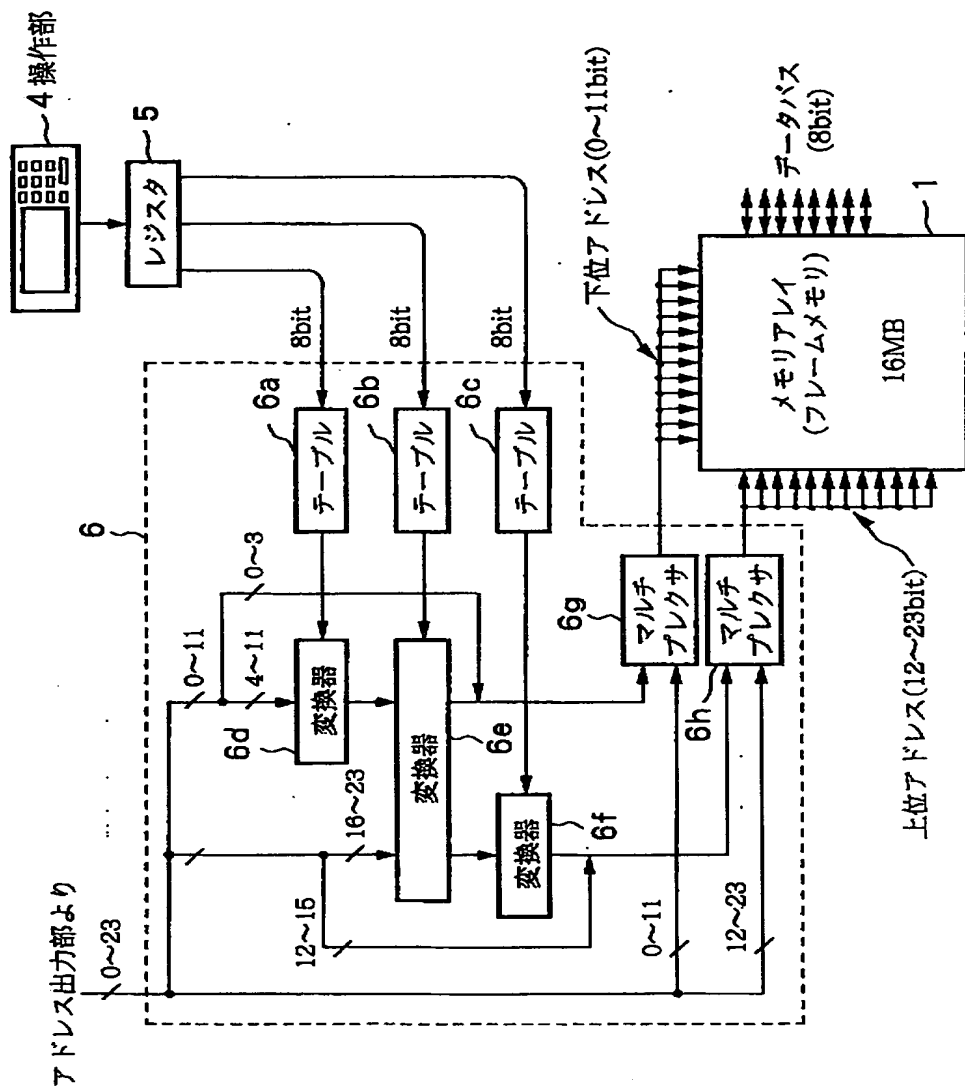 アドレス出力部より
0~23
0~11
4~11
0~3
16~23
12~15
0~11
12~23
6
6a
6b
6c
6d
6e
6f
6g
6h
テーブル
テーブル
テーブル
変換器
変換器
変換器
マルチ
プレクサ
マルチ
プレクサ
8bit
8bit
8bit
4 操作部
5
レジスタ
下位アドレス(0~11bit)
上位アドレス(12~23bit)
メモリアレイ
(フレームメモリ)
16MB
1
データバス
(8bit)